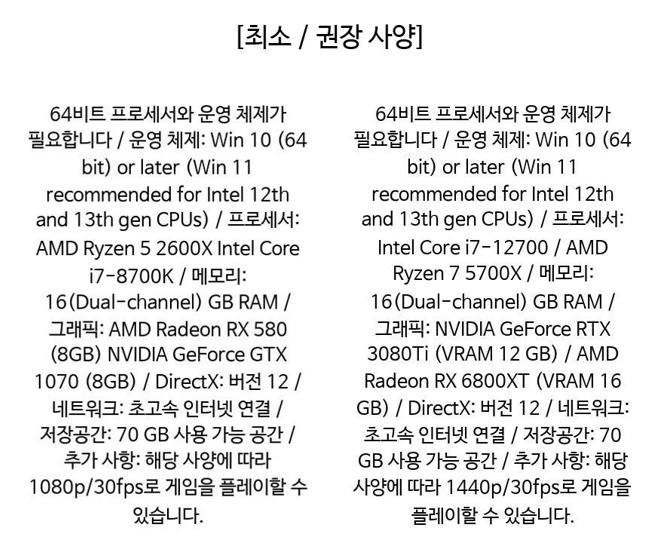 [최소 / 권장 사양]
64비트 프로세서와 운영 체제가
필요합니다 / 운영 체제: Win 10 (64
bit) or later (Win 11
recommended for Intel 12th
and 13th gen CPUs) / 프로세서:
AMD Ryzen 5 2600X Intel Core
i7-8700K / 메모리:
16(Dual-channel) GB RAM /
그래픽: AMD Radeon RX 580
(8GB) NVIDIA GeForce GTX
1070 (8GB) / DirectX: 버전 12 /
네트워크: 초고속 인터넷 연결 /
저장공간: 70 GB 사용 가능 공간 /
추가 사항: 해당 사양에 따라
1080p/30fps로 게임을 플레이할 수
있습니다.
64비트 프로세서와 운영 체제가
필요합니다 / 운영 체제: Win 10 (64
bit) or later (Win 11
recommended for Intel 12th
and 13th gen CPUs) / 프로세서:
Intel Core i7-12700 / AMD
Ryzen 7 5700X / 메모리:
16(Dual-channel) GB RAM /
그래픽: NVIDIA GeForce RTX
3080Ti (VRAM 12 GB) / AMD
Radeon RX 6800XT (VRAM 16
GB) / DirectX: 버전 12 / 네트워크:
초고속 인터넷 연결 / 저장공간: 70
GB 사용 가능 공간 / 추가 사항: 해당
사양에 따라 1440p/30fps로 게임을
플레이할 수 있습니다.